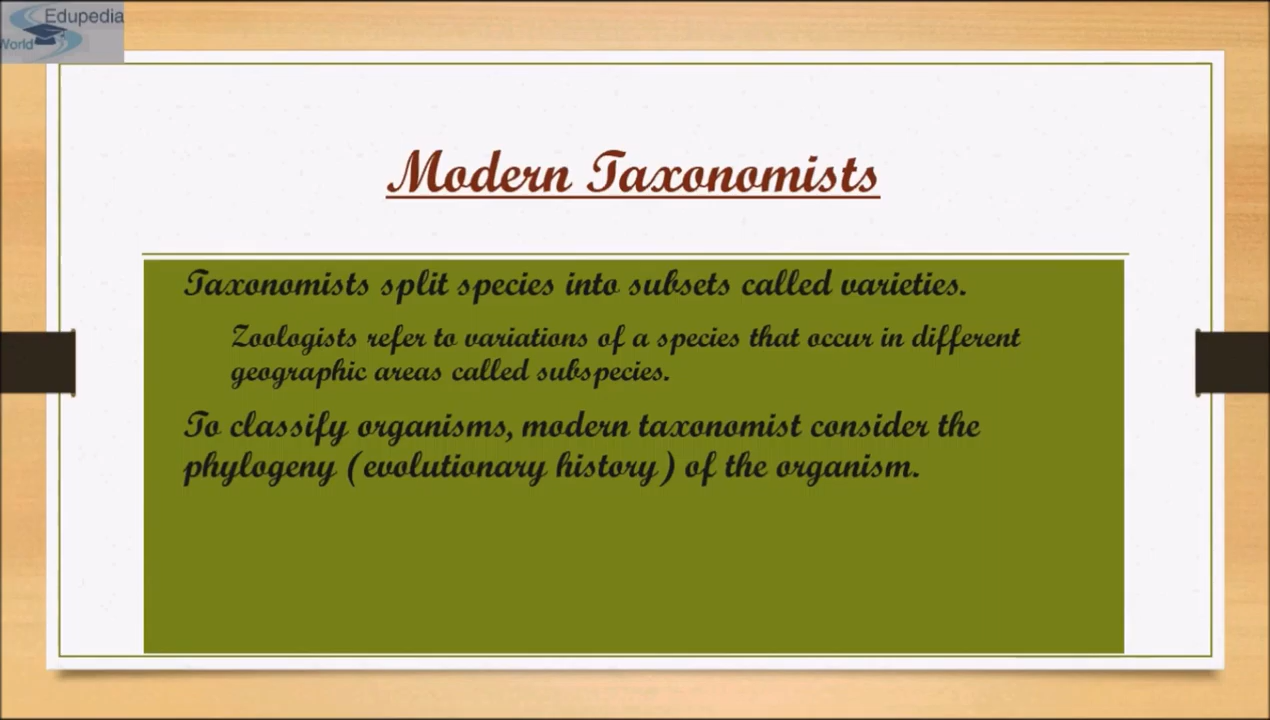 Edupedia
World
Modern Taxonomists
Taxonomists split species into subsets called varieties.
Zoologists refer to variations of a species that occur in different
geographic areas called subspecies.
To classify organisms, modern taxonomist consider the
phylogeny (evolutionary history) of the organism.